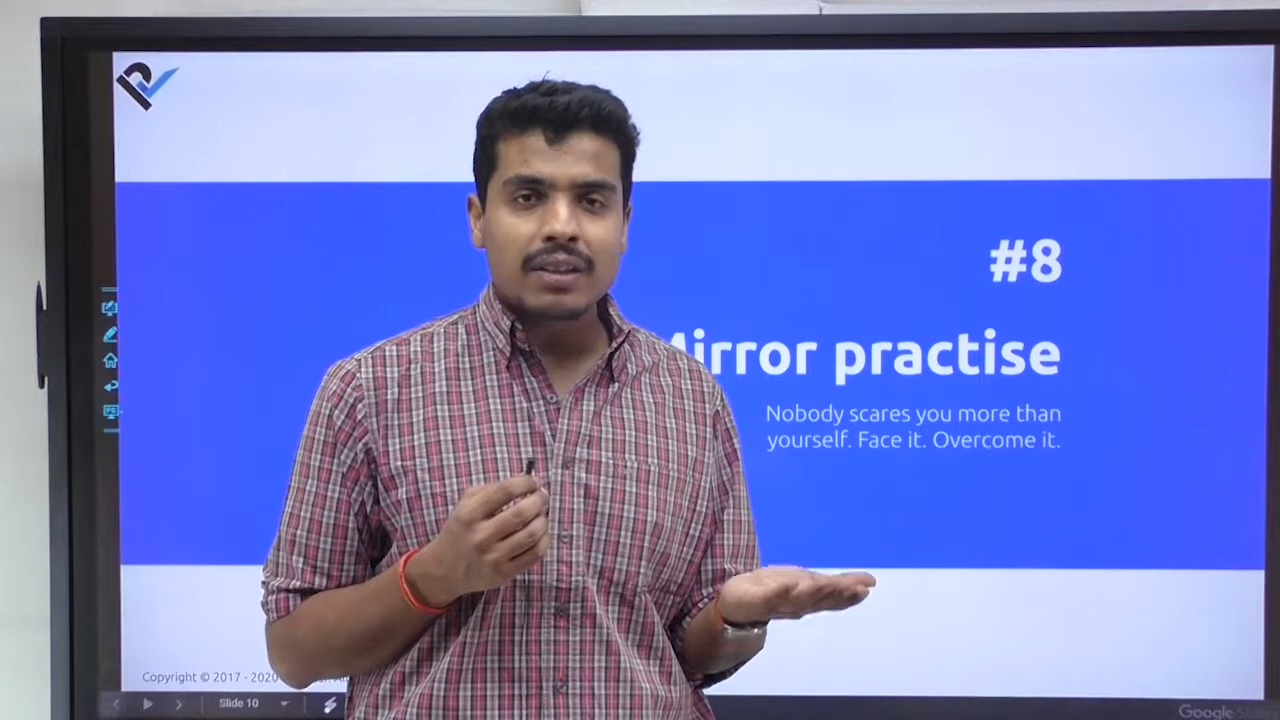 #8
Mirror practise
Nobody scares you more than
yourself. Face it. Overcome it.
Copyright © 2017 - 2020
Slide 10
Google